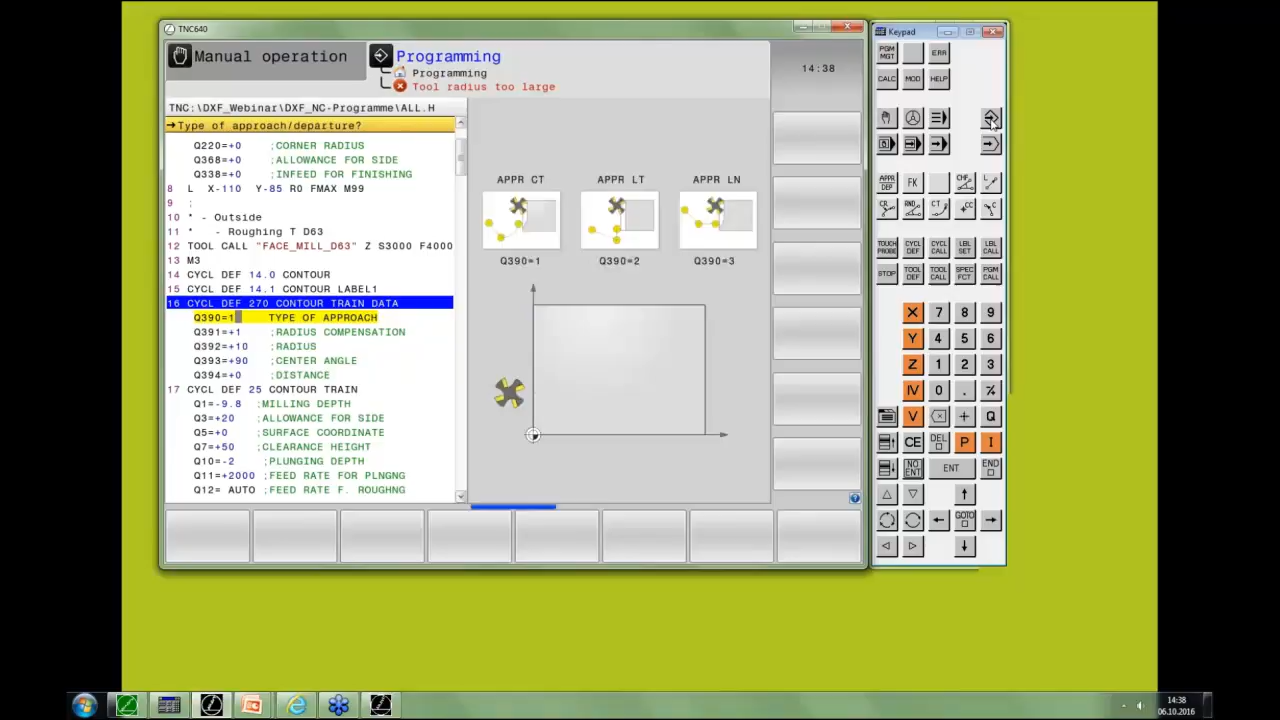 TNC640
Manual operation
Programming
Programming
Tool radius too large
14:38
TNC:\DXF_Webinar\DXF_NC-Programme\ALL.H
→Type of approach/departure?
Q220=+0 ;CORNER RADIUS
Q368=+0 ;ALLOWANCE FOR SIDE
Q338=+0 ;INFEED FOR FINISHING
8 L X-110 Y-85 R0 FMAX M99
9 ;
10 * - Outside
11 * - Roughing T D63
12 TOOL CALL "FACE_MILL_D63" Z S3000 F4000
13 M3
14 CYCL DEF 14.0 CONTOUR
15 CYCL DEF 14.1 CONTOUR LABEL1
16 CYCL DEF 270 CONTOUR TRAIN DATA
Q390=1 TYPE OF APPROACH
Q391=+1 ;RADIUS COMPENSATION
Q392=+10 ;RADIUS
Q393=+90 ;CENTER ANGLE
Q394=+0 ;DISTANCE
17 CYCL DEF 25 CONTOUR TRAIN
Q1=-9.8 ;MILLING DEPTH
Q3=+20 ;ALLOWANCE FOR SIDE
Q5=+0 ;SURFACE COORDINATE
Q7=+50 ;CLEARANCE HEIGHT
Q10=-2 ;PLUNGING DEPTH
Q11=+2000 ;FEED RATE FOR PLNGNG
Q12= AUTO ;FEED RATE F. ROUGHNG
APPR CT APPR LT APPR LN
Q390=1 Q390=2 Q390=3
Keypad
PGM MGT ERR
CALC MOD HELP
APPR DEP FK CHF L
CR RND CT CC C
TOUCH PROBE CYCL DEF CYCL CALL LBL SET LBL CALL
STOP TOOL DEF TOOL CALL SPEC FCT PGM CALL
X 7 8 9
Y 4 5 6
Z 1 2 3
IV 0 .
V + Q
CE DEL P I
NO ENT ENT END
GOTO
14:38
06.10.2016